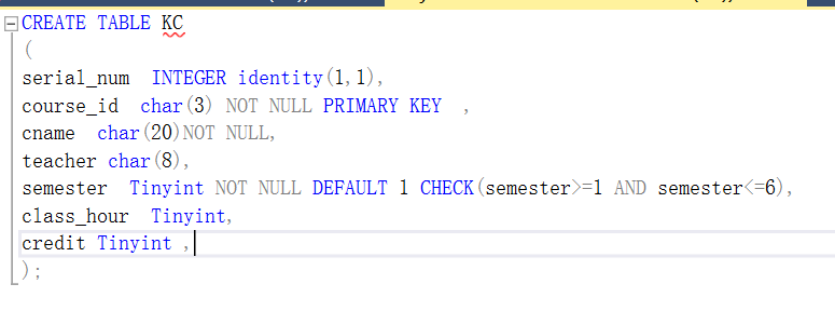 CREATE TABLE KC
(
serial_num  INTEGER identity(1,1),
course_id  char(3) NOT NULL PRIMARY KEY  ,
cname  char(20)NOT NULL,
teacher char(8),
semester  Tinyint NOT NULL DEFAULT 1 CHECK(semester>=1 AND semester<=6),
class_hour  Tinyint,
credit Tinyint ,
);